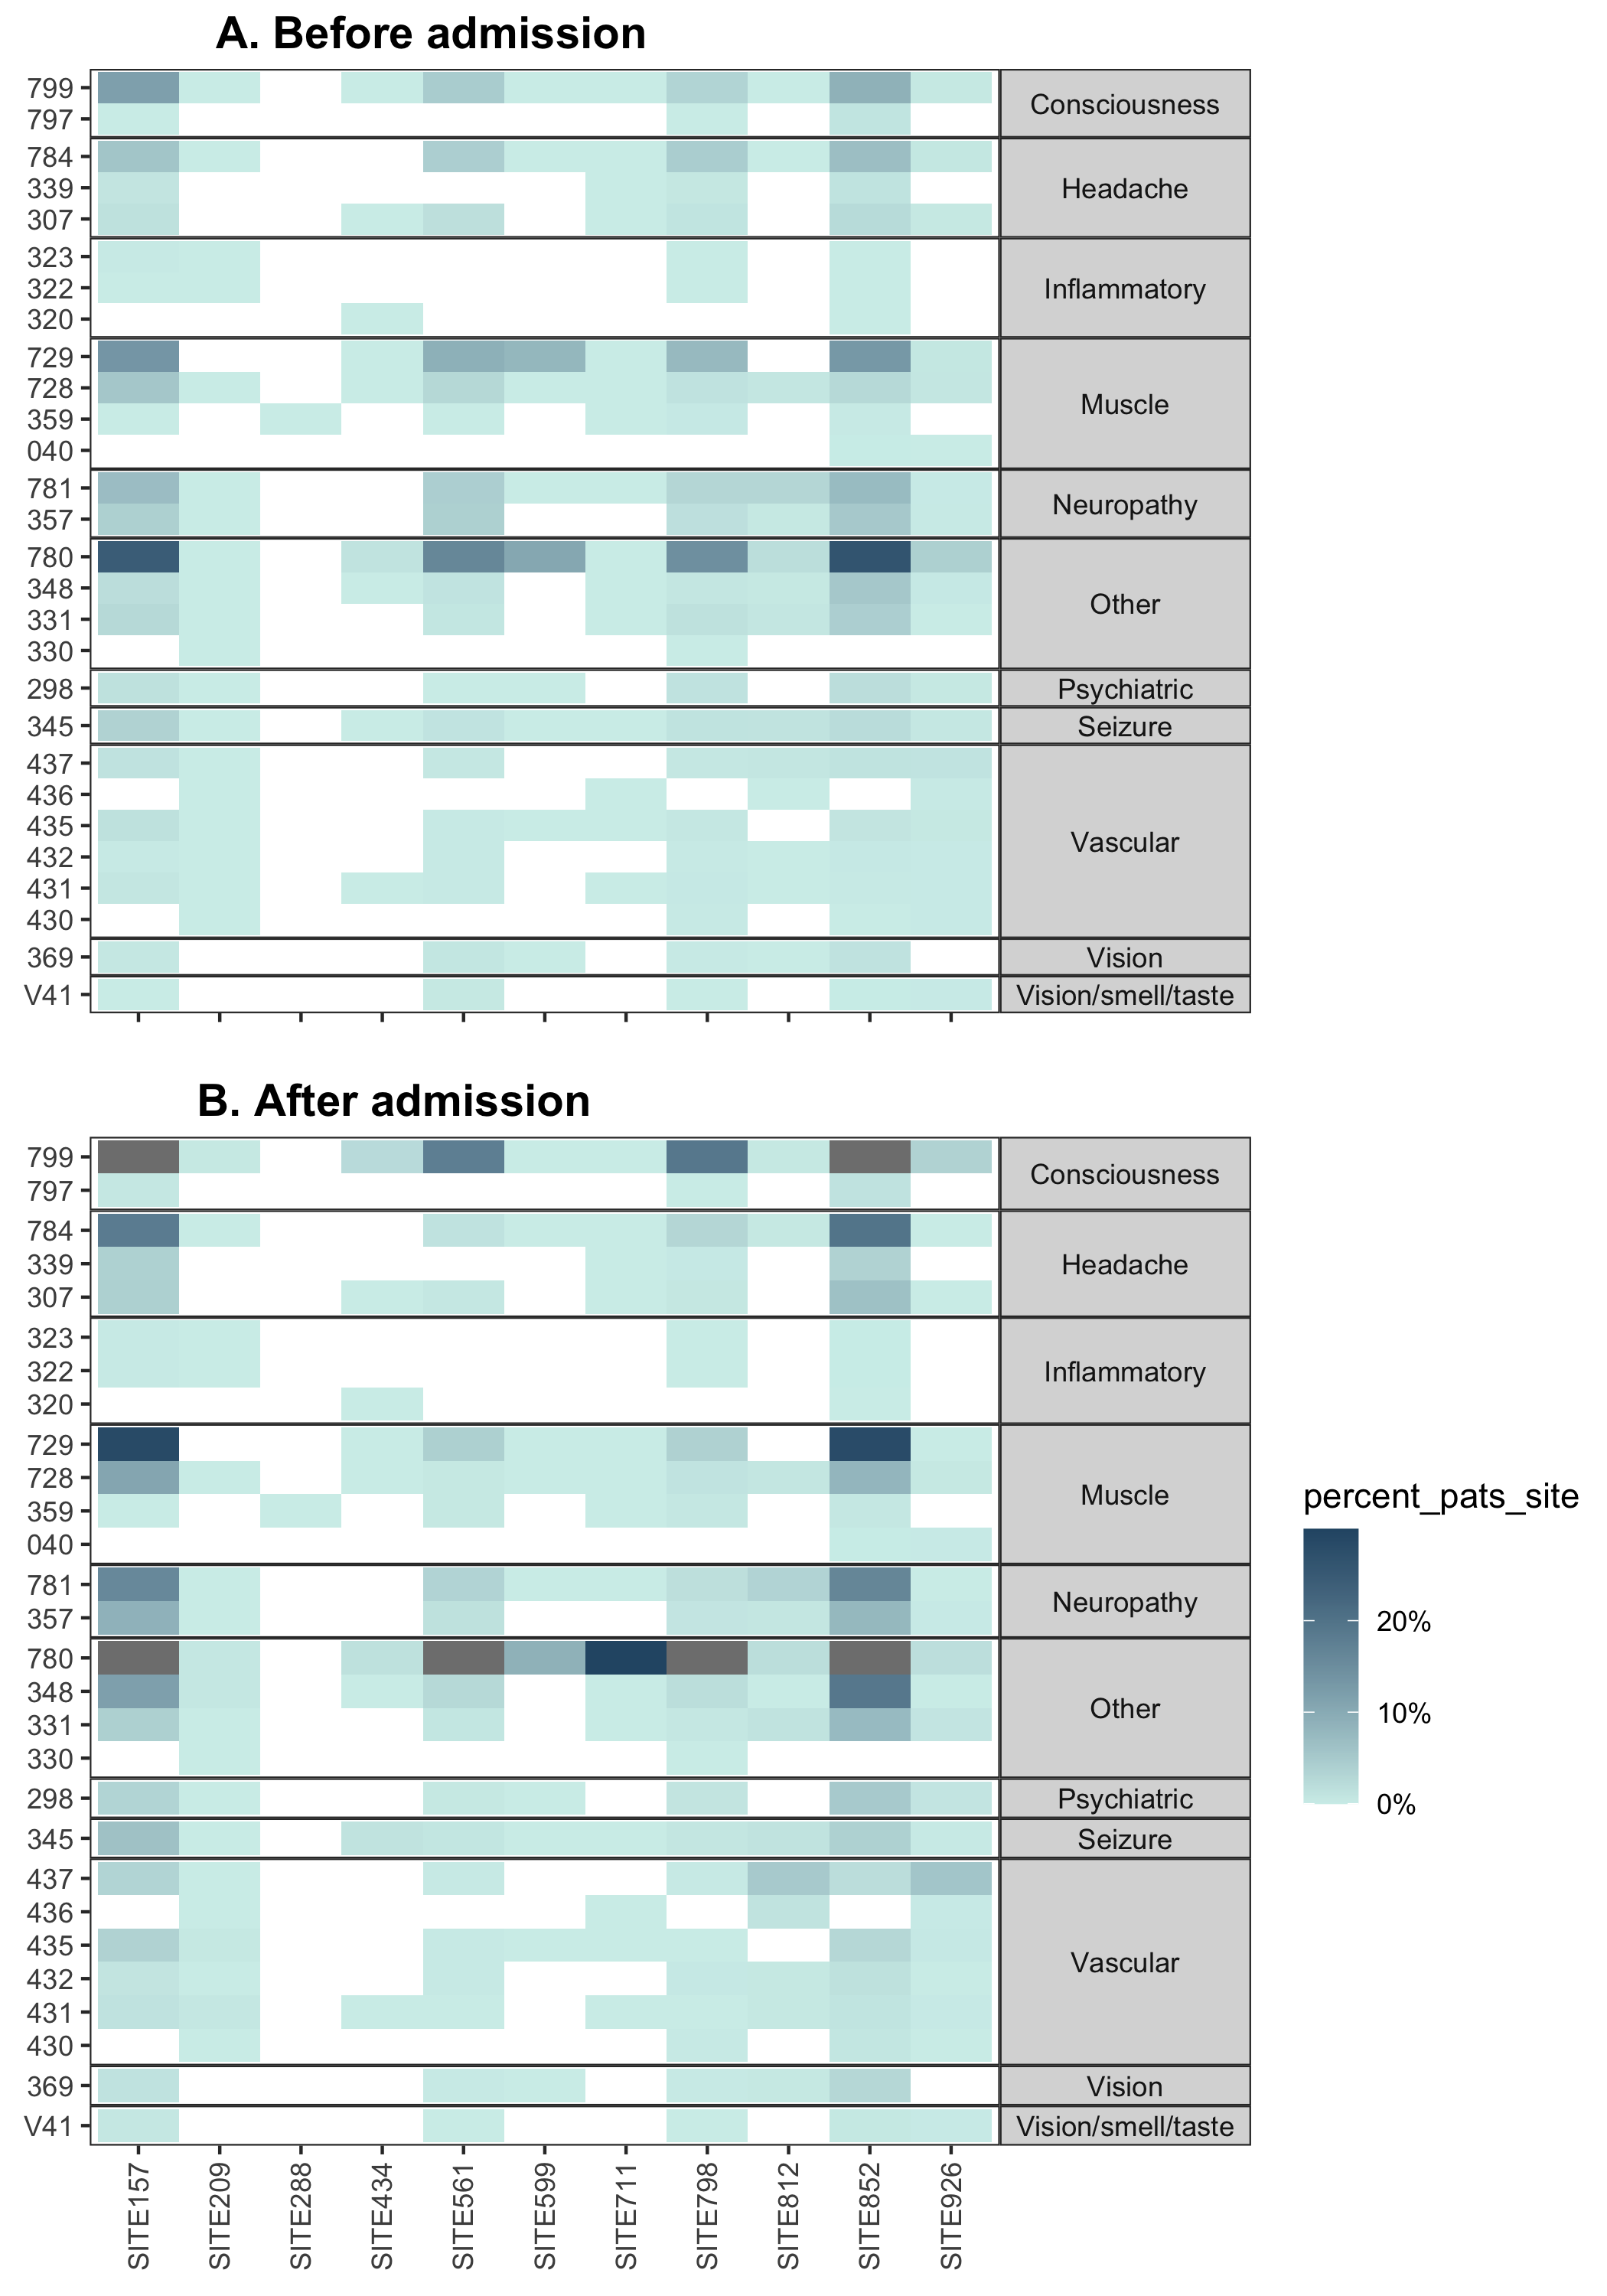 A. Before admission
799
797
Consciousness
784
339
307
Headache
323
322
320
Inflammatory
729
728
359
040
Muscle
781
357
Neuropathy
780
348
331
330
Other
298
Psychiatric
345
Seizure
437
436
435
432
431
430
Vascular
369
Vision
V41
Vision/smell/taste
B. After admission
799
797
Consciousness
784
339
307
Headache
323
322
320
Inflammatory
729
728
359
040
Muscle
781
357
Neuropathy
780
348
331
330
Other
298
Psychiatric
345
Seizure
437
436
435
432
431
430
Vascular
369
Vision
V41
Vision/smell/taste
SITE157
SITE209
SITE288
SITE434
SITE561
SITE599
SITE711
SITE798
SITE812
SITE852
SITE926
percent_pats_site
20%
10%
0%